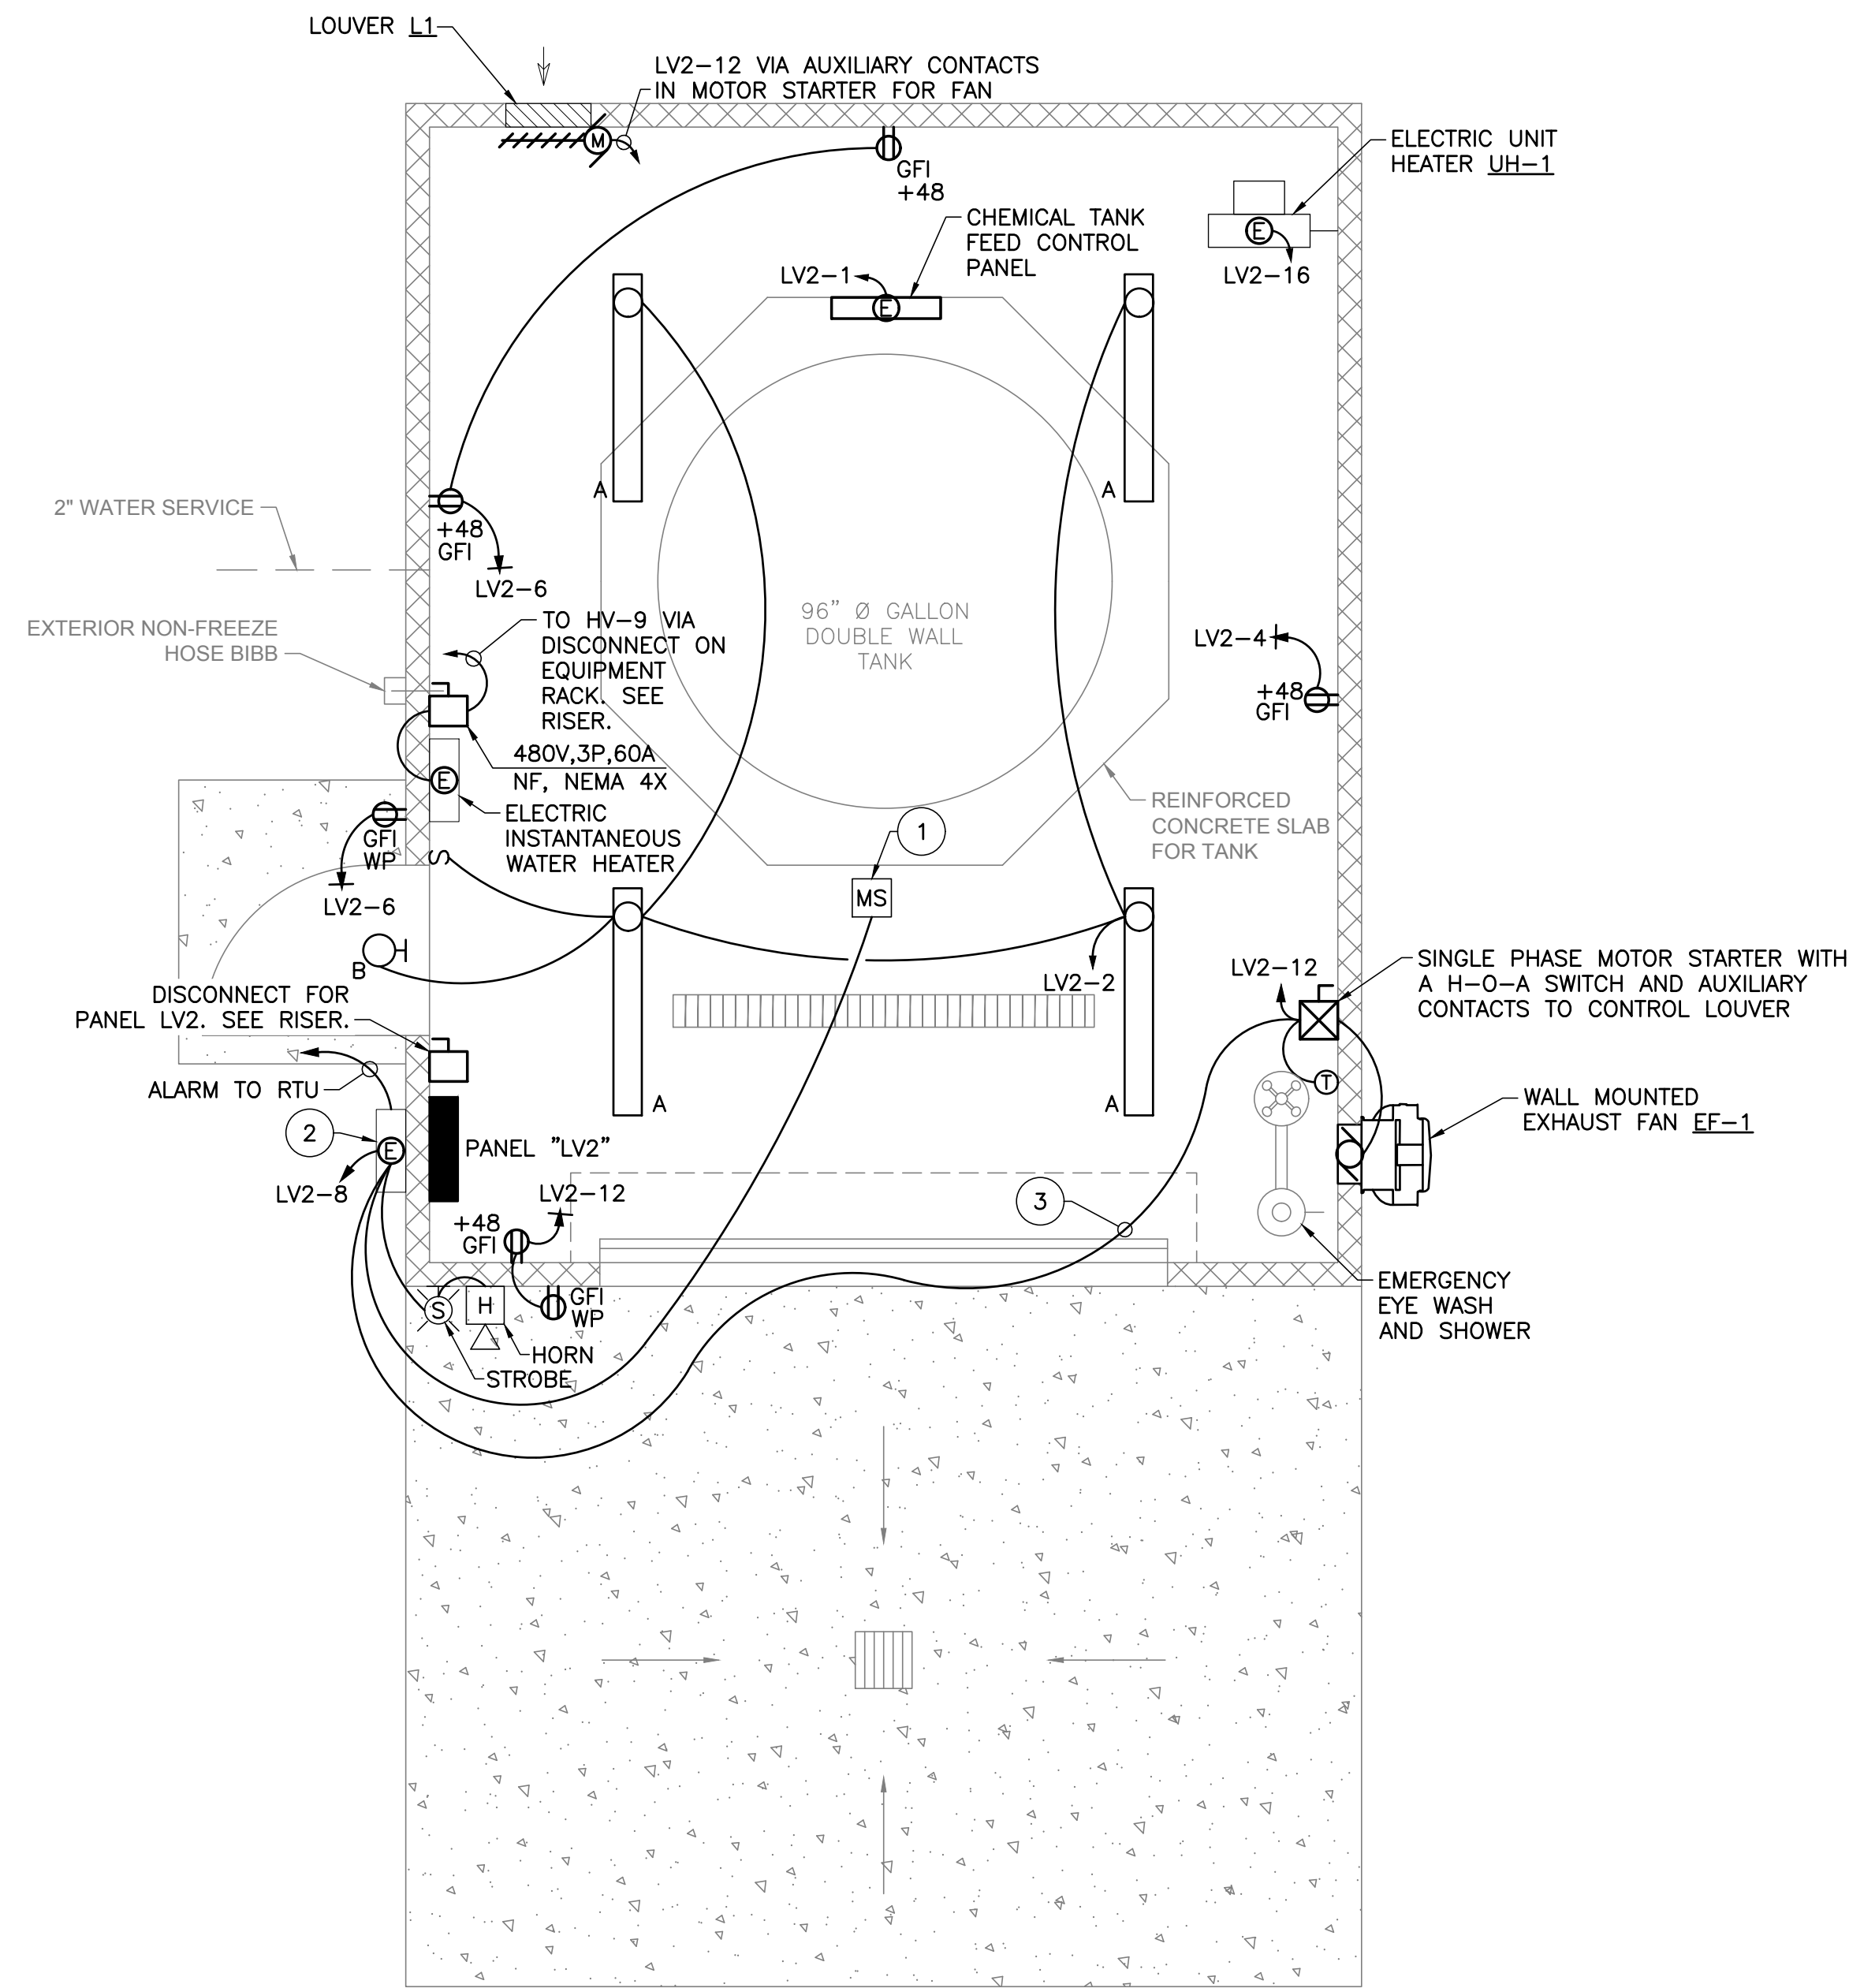 LOUVER L1
LV2-12 VIA AUXILIARY CONTACTS
IN MOTOR STARTER FOR FAN
M
GFI
+48
ELECTRIC UNIT
HEATER UH-1
E
LV2-16
CHEMICAL TANK
FEED CONTROL
PANEL
LV2-1
E
A
A
2" WATER SERVICE
+48
GFI
LV2-6
EXTERIOR NON-FREEZE
HOSE BIBB
TO HV-9 VIA
DISCONNECT ON
EQUIPMENT
RACK. SEE
RISER.
96" Ø GALLON
DOUBLE WALL
TANK
LV2-4
+48
GFI
480V,3P,60A
NF, NEMA 4X
E
ELECTRIC
INSTANTANEOUS
WATER HEATER
REINFORCED
CONCRETE SLAB
FOR TANK
1
MS
GFI
WP
S
LV2-6
B
LV2-2
LV2-12
SINGLE PHASE MOTOR STARTER WITH
A H-O-A SWITCH AND AUXILIARY
CONTACTS TO CONTROL LOUVER
DISCONNECT FOR
PANEL LV2. SEE RISER.
ALARM TO RTU
T
A
A
WALL MOUNTED
EXHAUST FAN EF-1
2
E
PANEL "LV2"
LV2-8
LV2-12
+48
GFI
3
EMERGENCY
EYE WASH
AND SHOWER
S
H
GFI
WP
HORN
STROBE